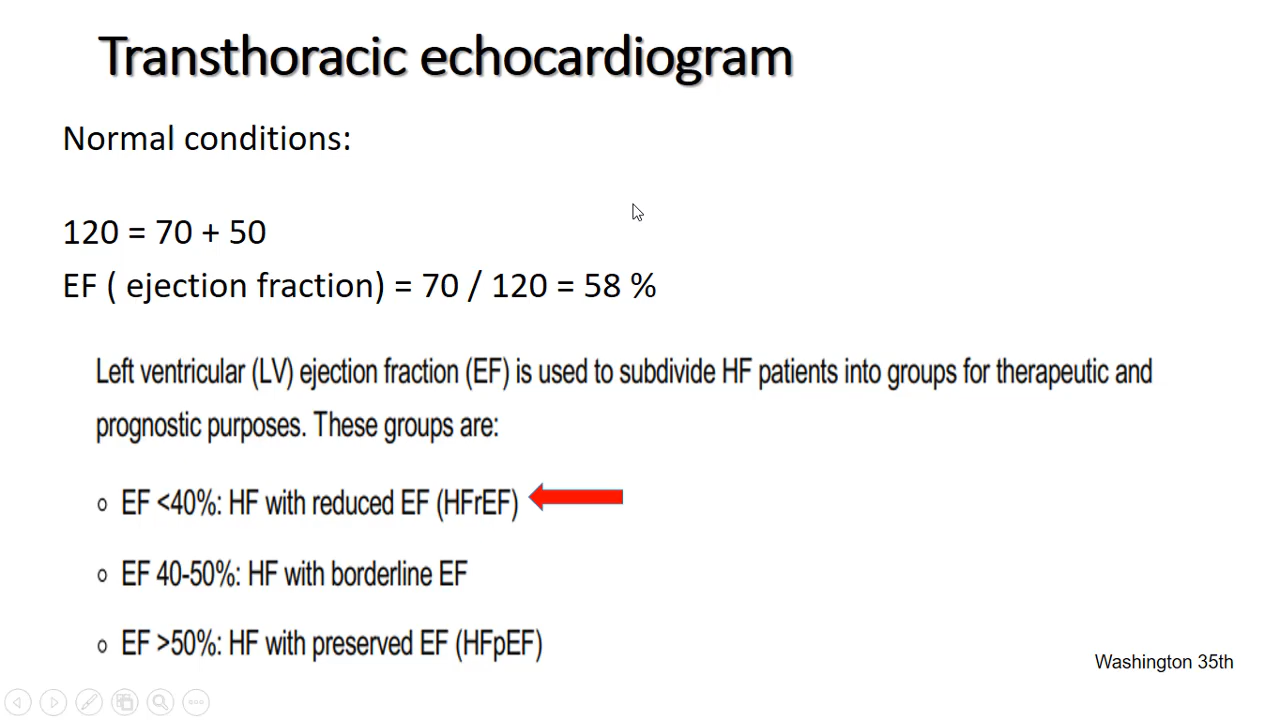 Transthoracic echocardiogram
Normal conditions:
120 = 70 + 50
EF ( ejection fraction) = 70 / 120 = 58 %
Left ventricular (LV) ejection fraction (EF) is used to subdivide HF patients into groups for therapeutic and
prognostic purposes. These groups are:
EF <40%: HF with reduced EF (HFrEF)
EF 40-50%: HF with borderline EF
EF >50%: HF with preserved EF (HFpEF)
Washington 35th